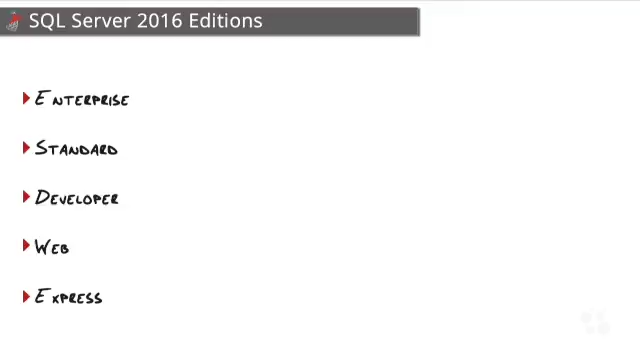 SQL Server 2016 Editions
Enterprise
Standard
Developer
Web
Express